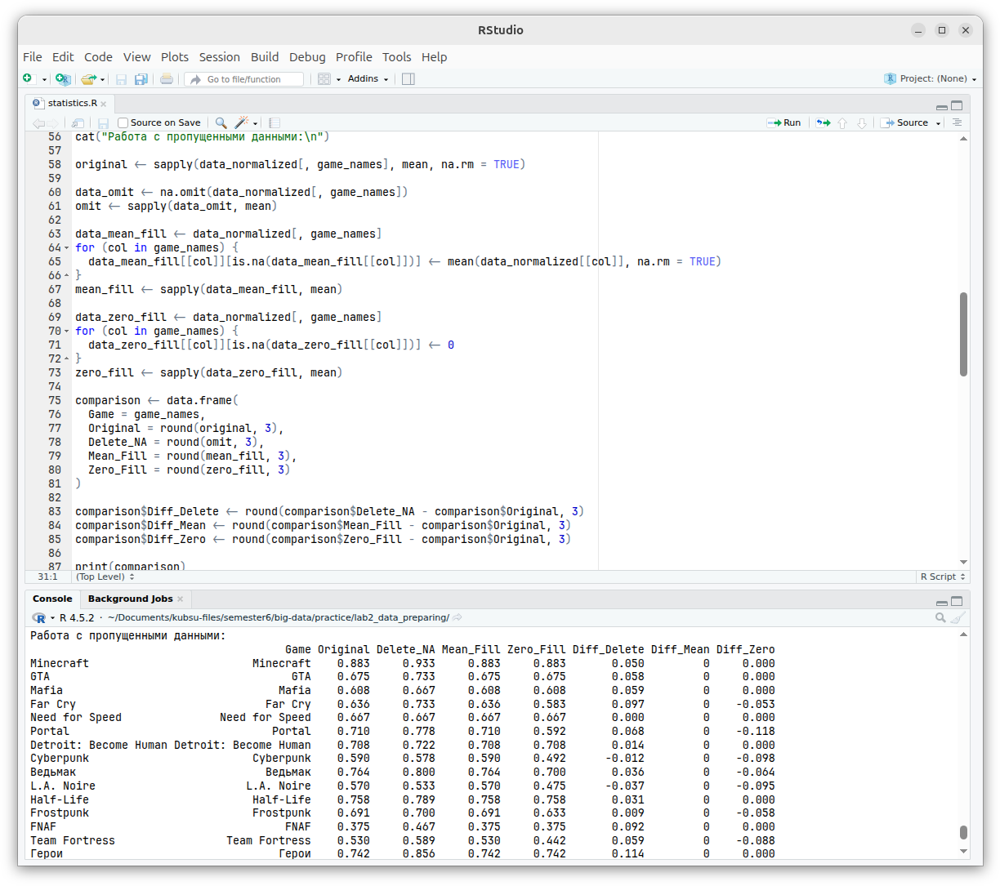 RStudio
File Edit Code View Plots Session Build Debug Profile Tools Help
Go to file/function Addins Project: (None)
statistics.R
Source on Save Run Source
56 cat("Работа с пропущенными данными:\n")
57
58 original <- sapply(data_normalized[, game_names], mean, na.rm = TRUE)
59
60 data_omit <- na.omit(data_normalized[, game_names])
61 omit <- sapply(data_omit, mean)
62
63 data_mean_fill <- data_normalized[, game_names]
64 for (col in game_names) {
65   data_mean_fill[[col]][is.na(data_mean_fill[[col]])] <- mean(data_normalized[[col]], na.rm = TRUE)
66 }
67 mean_fill <- sapply(data_mean_fill, mean)
68
69 data_zero_fill <- data_normalized[, game_names]
70 for (col in game_names) {
71   data_zero_fill[[col]][is.na(data_zero_fill[[col]])] <- 0
72 }
73 zero_fill <- sapply(data_zero_fill, mean)
74
75 comparison <- data.frame(
76   Game = game_names,
77   Original = round(original, 3),
78   Delete_NA = round(omit, 3),
79   Mean_Fill = round(mean_fill, 3),
80   Zero_Fill = round(zero_fill, 3)
81 )
82
83 comparison$Diff_Delete <- round(comparison$Delete_NA - comparison$Original, 3)
84 comparison$Diff_Mean <- round(comparison$Mean_Fill - comparison$Original, 3)
85 comparison$Diff_Zero <- round(comparison$Zero_Fill - comparison$Original, 3)
86
87 print(comparison)
31:1 (Top Level) R Script
Console Background Jobs
R 4.5.2 · ~/Documents/kubsu-files/semester6/big-data/practice/lab2_data_preparing/
Работа с пропущенными данными:
Game Original Delete_NA Mean_Fill Zero_Fill Diff_Delete Diff_Mean Diff_Zero
Minecraft Minecraft 0.883 0.933 0.883 0.883 0.050 0 0.000
GTA GTA 0.675 0.733 0.675 0.675 0.058 0 0.000
Mafia Mafia 0.608 0.667 0.608 0.608 0.059 0 0.000
Far Cry Far Cry 0.636 0.733 0.636 0.583 0.097 0 -0.053
Need for Speed Need for Speed 0.667 0.667 0.667 0.667 0.000 0 0.000
Portal Portal 0.710 0.778 0.710 0.592 0.068 0 -0.118
Detroit: Become Human Detroit: Become Human 0.708 0.722 0.708 0.708 0.014 0 0.000
Cyberpunk Cyberpunk 0.590 0.578 0.590 0.492 -0.012 0 -0.098
Ведьмак Ведьмак 0.764 0.800 0.764 0.700 0.036 0 -0.064
L.A. Noire L.A. Noire 0.570 0.533 0.570 0.475 -0.037 0 -0.095
Half-Life Half-Life 0.758 0.789 0.758 0.758 0.031 0 0.000
Frostpunk Frostpunk 0.691 0.700 0.691 0.633 0.009 0 -0.058
FNAF FNAF 0.375 0.467 0.375 0.375 0.092 0 0.000
Team Fortress Team Fortress 0.530 0.589 0.530 0.442 0.059 0 -0.088
Герои Герои 0.742 0.856 0.742 0.742 0.114 0 0.000